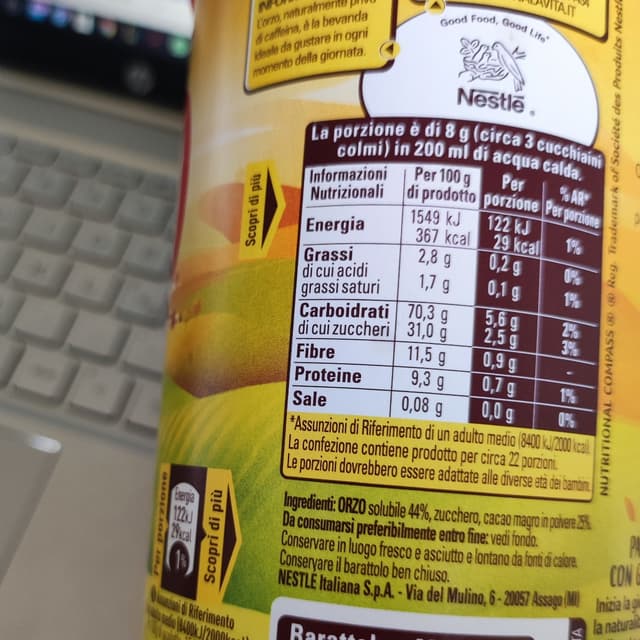 L'orzo, naturalmente privo
di caffeina, è la bevanda
ideale da gustare in ogni
momento della giornata.
Good Food, Good Life
Nestlé
La porzione è di 8 g (circa 3 cucchiaini
colmi) in 200 ml di acqua calda.
Informazioni Nutrizionali Per 100 g di prodotto Per porzione %AR* Per porzione
Energia 1549 kJ 122 kJ
367 kcal 29 kcal 1%
Grassi 2,8 g 0,2 g 0%
di cui acidi
grassi saturi 1,7 g 0,1 g 1%
Carboidrati 70,3 g 5,6 g 2%
di cui zuccheri 31,0 g 2,5 g 3%
Fibre 11,5 g 0,9 g -
Proteine 9,3 g 0,7 g 1%
Sale 0,08 g 0,0 g 0%
*Assunzioni di Riferimento di un adulto medio (8400 kJ/2000 kcal).
La confezione contiene prodotto per circa 22 porzioni.
Le porzioni dovrebbero essere adattate alle diverse età dei bambini.
Scopri di più
NUTRITIONAL COMPASS ® ® Reg. Trademark of Société des Produits Nestlé
Per porzione
Energia
122kJ
29kcal
1%
Scopri di più
Assunzioni di Riferimento
Ingredienti: ORZO solubile 44%, zucchero, cacao magro in polvere 25%.
Da consumarsi preferibilmente entro fine: vedi fondo.
Conservare in luogo fresco e asciutto e lontano da fonti di calore.
Conservare il barattolo ben chiuso.
NESTLÉ Italiana S.p.A. - Via del Mulino, 6 - 20057 Assago (MI)
CON
Inizia la
la natural